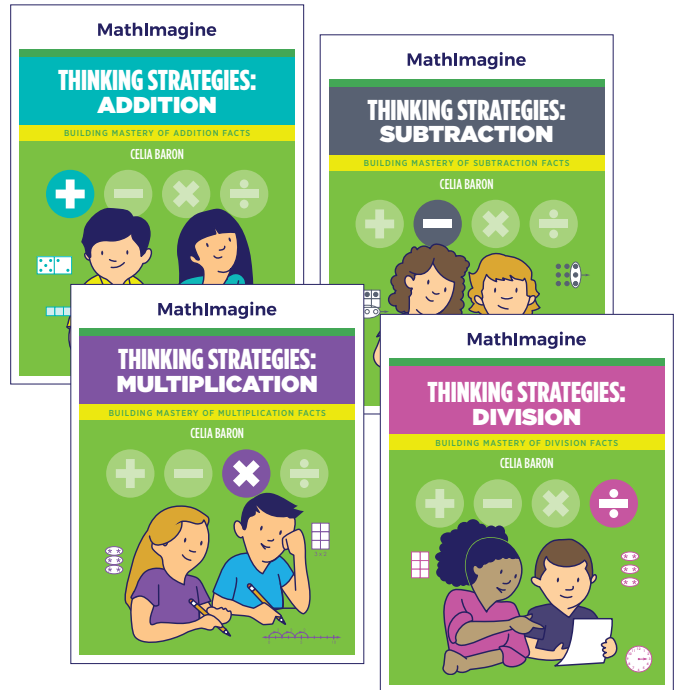 MathImagine
THINKING STRATEGIES:
ADDITION
BUILDING MASTERY OF ADDITION FACTS
CELIA BARON
MathImagine
THINKING STRATEGIES:
SUBTRACTION
BUILDING MASTERY OF SUBTRACTION FACTS
CELIA BARON
MathImagine
THINKING STRATEGIES:
MULTIPLICATION
BUILDING MASTERY OF MULTIPLICATION FACTS
CELIA BARON
MathImagine
THINKING STRATEGIES:
DIVISION
BUILDING MASTERY OF DIVISION FACTS
CELIA BARON